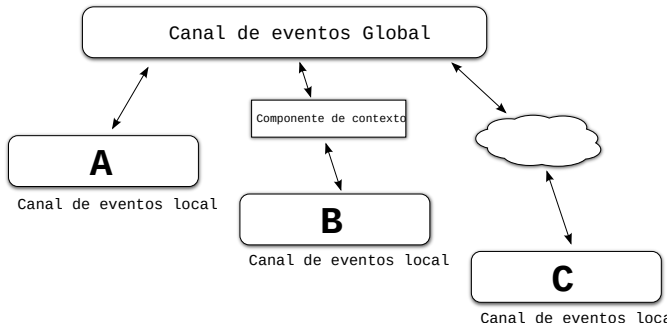 Canal de eventos Global
Componente de contexto
A
Canal de eventos local
B
Canal de eventos local
C
Canal de eventos loca